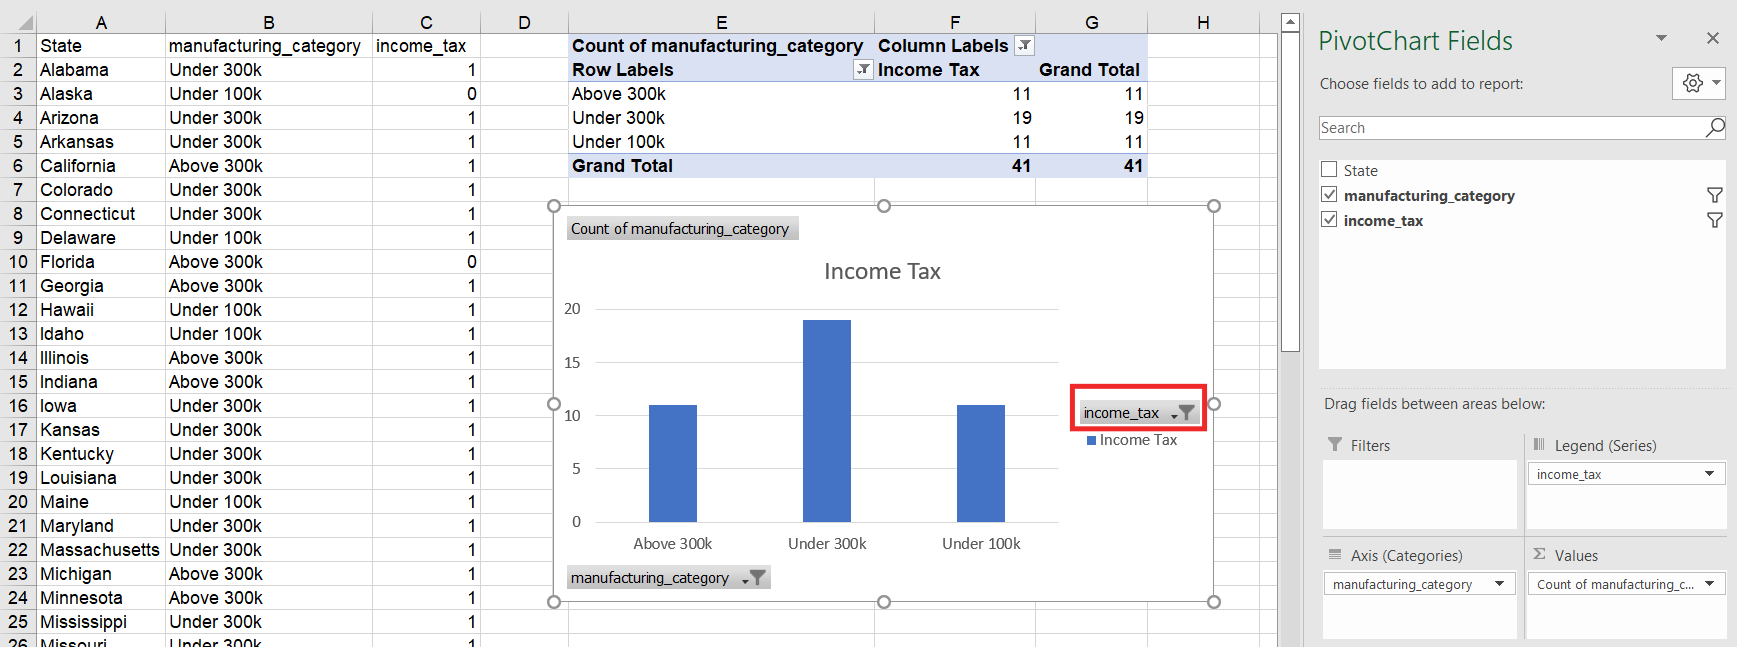 A B C D E F G H
1 State manufacturing_category income_tax Count of manufacturing_category Column Labels
2 Alabama Under 300k 1 Row Labels Income Tax Grand Total
3 Alaska Under 100k 0 Above 300k 11 11
4 Arizona Under 300k 1 Under 300k 19 19
5 Arkansas Under 300k 1 Under 100k 11 11
6 California Above 300k 1 Grand Total 41 41
7 Colorado Under 300k 1
8 Connecticut Under 300k 1
9 Delaware Under 100k 1
10 Florida Above 300k 0
11 Georgia Above 300k 1
12 Hawaii Under 100k 1
13 Idaho Under 100k 1
14 Illinois Above 300k 1
15 Indiana Above 300k 1
16 Iowa Under 300k 1
17 Kansas Under 300k 1
18 Kentucky Under 300k 1
19 Louisiana Under 300k 1
20 Maine Under 100k 1
21 Maryland Under 300k 1
22 Massachusetts Under 300k 1
23 Michigan Above 300k 1
24 Minnesota Above 300k 1
25 Mississippi Under 300k 1
26 Missouri Under 300k 1
Count of manufacturing_category
Income Tax
20
15
10
5
0
Above 300k Under 300k Under 100k
income_tax
Income Tax
manufacturing_category
PivotChart Fields
Choose fields to add to report:
Search
State
manufacturing_category
income_tax
Drag fields between areas below:
Filters Legend (Series)
income_tax
Axis (Categories) Values
manufacturing_category Count of manufacturing_c...